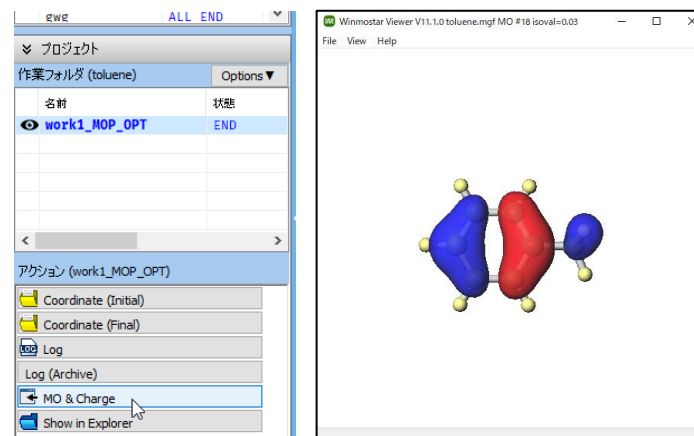 gwg ALL END
プロジェクト
作業フォルダ (toluene) Options▼
名前 状態
work1_MOP_OPT END
アクション (work1_MOP_OPT)
Coordinate (Initial)
Coordinate (Final)
LOG Log
Log (Archive)
MO & Charge
Show in Explorer
Winmostar Viewer V11.1.0 toluene.mgf MO #18 isoval=0.03
File View Help